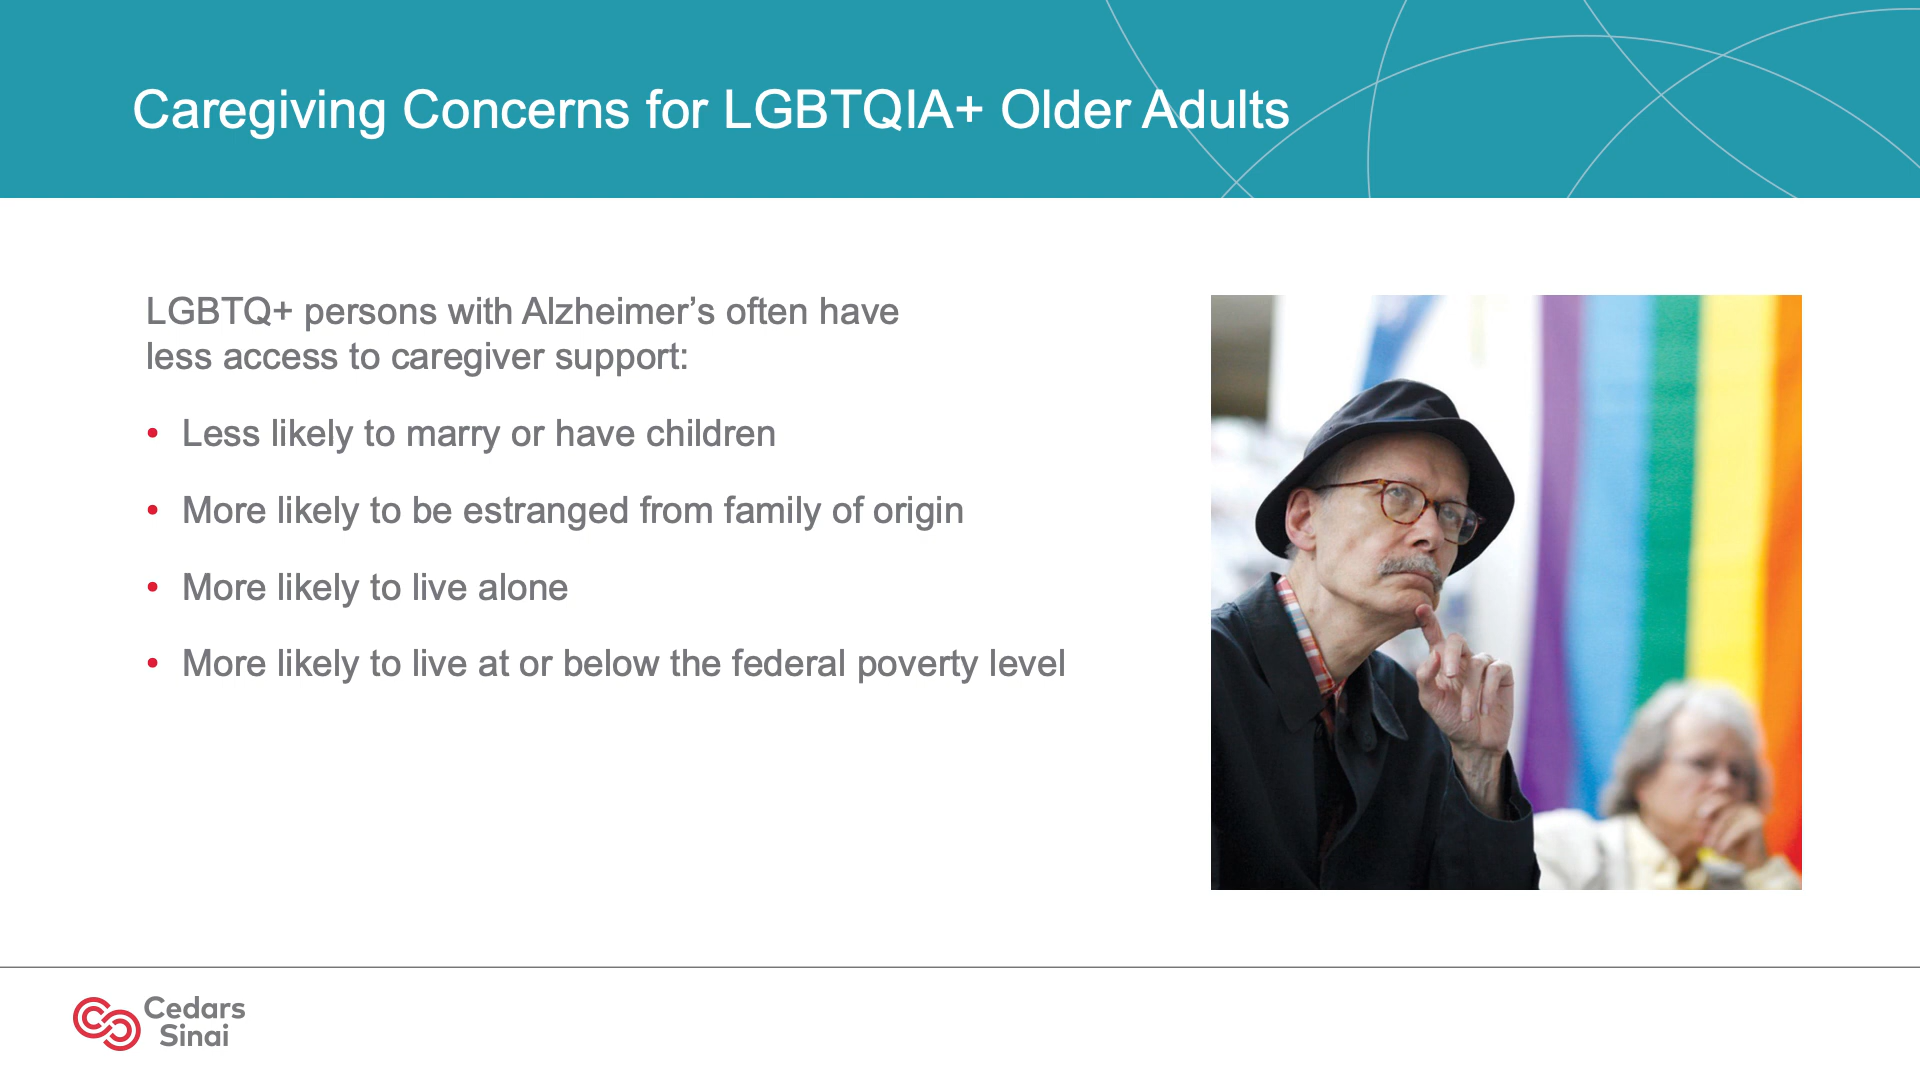 Caregiving Concerns for LGBTQIA+ Older Adults
LGBTQ+ persons with Alzheimer’s often have
less access to caregiver support:
• Less likely to marry or have children
• More likely to be estranged from family of origin
• More likely to live alone
• More likely to live at or below the federal poverty level
Cedars
Sinai